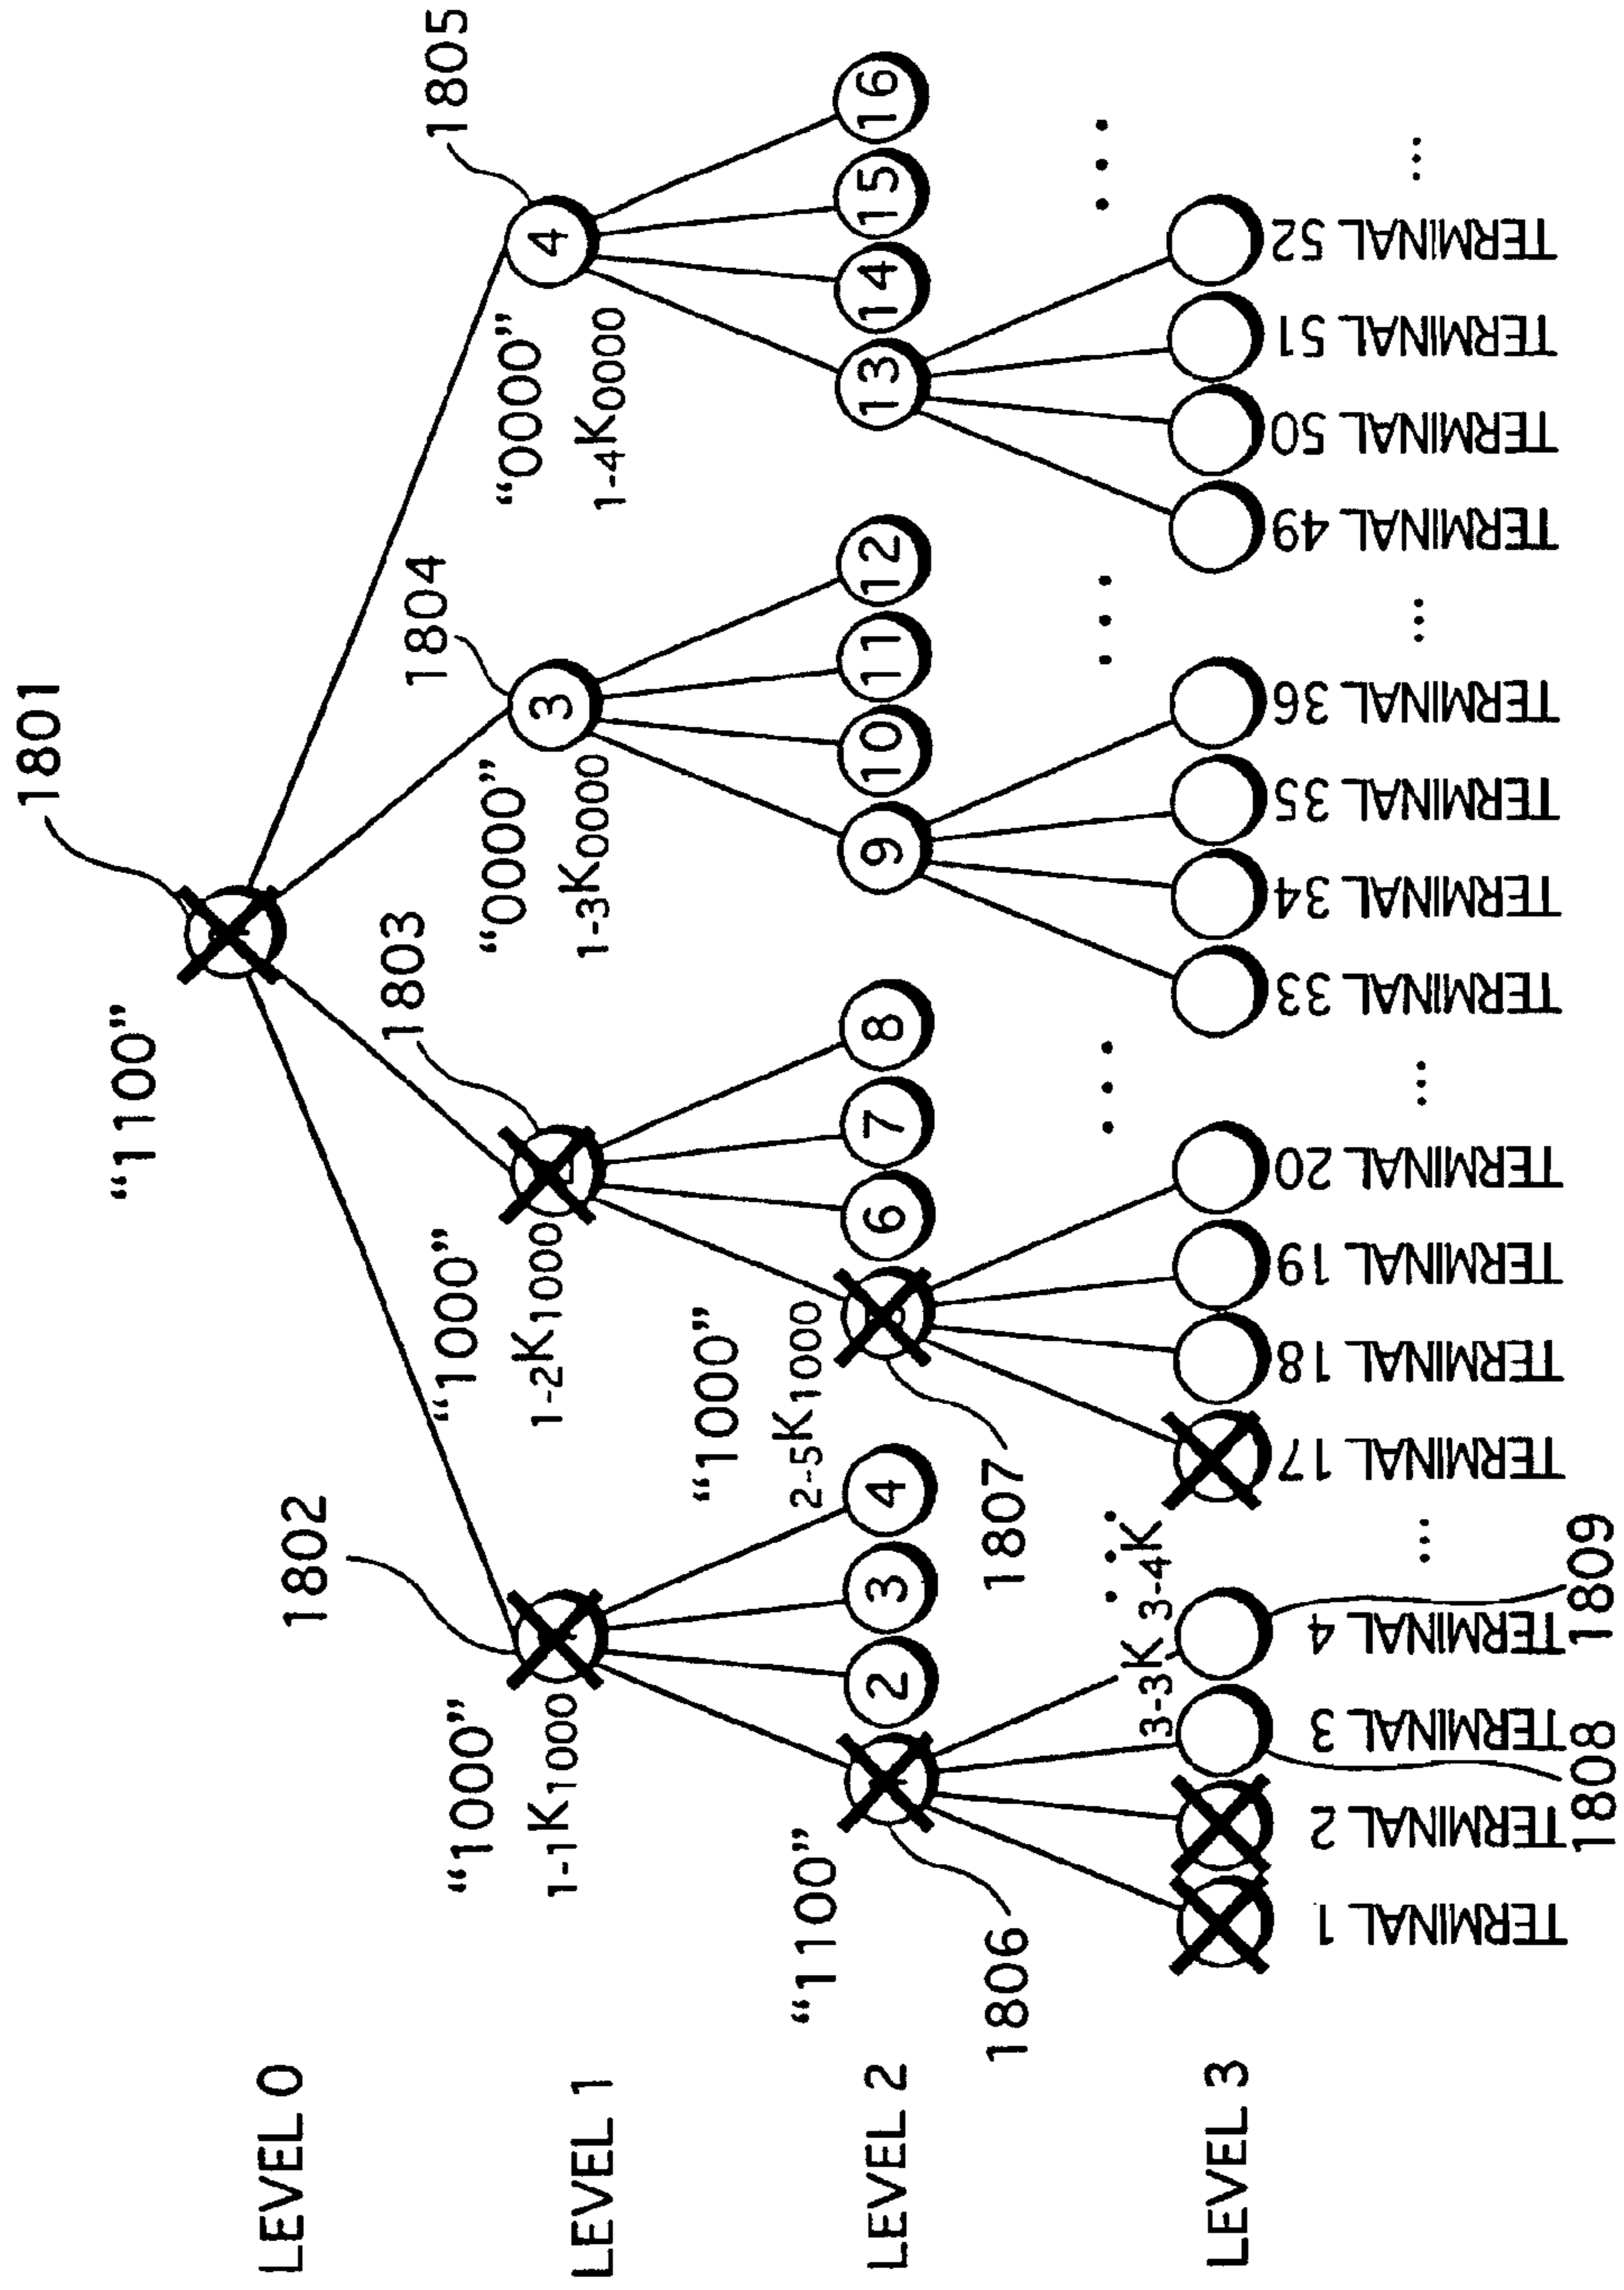 1801
"1100"
LEVEL 0
1802
1803
1804
1805
"1000"
"1000"
"0000"
"0000"
LEVEL 1
1-1K1000
1-2K1000
3
1-3K0000
4
1-4K0000
"1100"
"1000"
2-5K1000
LEVEL 2
2
3
4
6
7
8
9
10
11
12
13
14
15
16
1806
1807
3-3K
3-4K
...
...
...
...
LEVEL 3
TERMINAL 1
TERMINAL 2
TERMINAL 3
TERMINAL 4
...
TERMINAL 17
TERMINAL 18
TERMINAL 19
TERMINAL 20
...
TERMINAL 33
TERMINAL 34
TERMINAL 35
TERMINAL 36
...
TERMINAL 49
TERMINAL 50
TERMINAL 51
TERMINAL 52
...
1808
1809